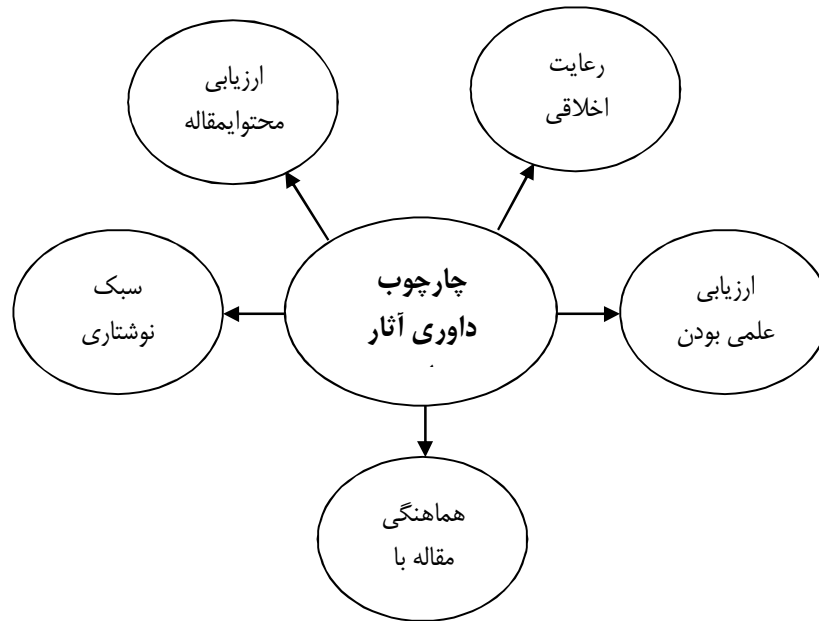 رعایت
اخلاقی
ارزیابی
محتوایمقاله
چارچوب
داوری آثار
ارزیابی
علمی بودن
سبک
نوشتاری
هماهنگی
مقاله با